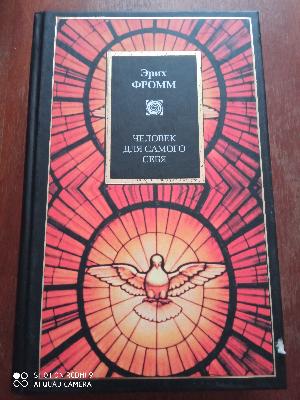 Эрих
ФРОММ
ЧЕЛОВЕК
ДЛЯ САМОГО
СЕБЯ
SHOT ON REDMI 9
AI QUAD CAMERA